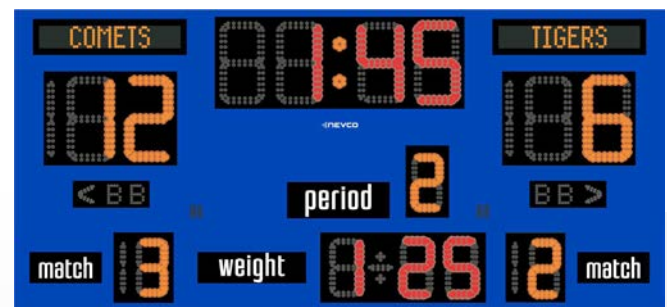 COMETS 1:45 TIGERS
12 6
NEVCO
< B B period 2 B B >
match 3 weight 125 2 match